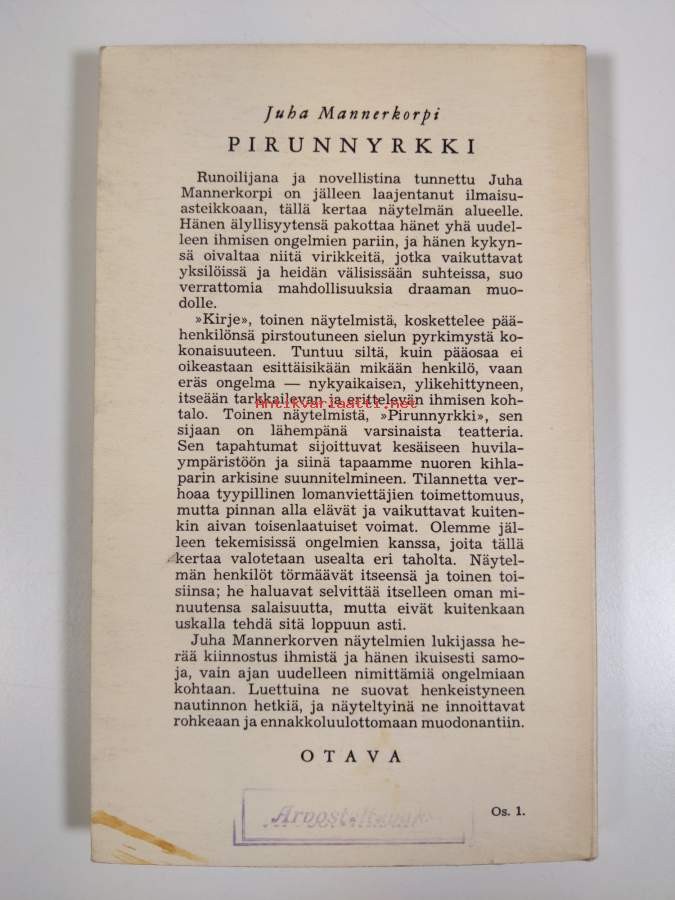 Juha Mannerkorpi
PIRUNNYRKKI
Runoilijana ja novellistina tunnettu Juha
Mannerkorpi on jälleen laajentanut ilmaisu-
asteikkoaan, tällä kertaa näytelmän alueelle.
Hänen älyllisyytensä pakottaa hänet yhä uudel-
leen ihmisen ongelmien pariin, ja hänen kykyn-
sä oivaltaa niitä virikkeitä, jotka vaikuttavat
yksilöissä ja heidän välisissään suhteissa, suo
verrattomia mahdollisuuksia draaman muo-
dolle.
»Kirje», toinen näytelmistä, koskettelee pää-
henkilönsä pirstoutuneen sielun pyrkimystä ko-
konaisuuteen. Tuntuu siltä, kuin pääosaa ei
oikeastaan esittäisikään mikään henkilö, vaan
eräs ongelma — nykyaikaisen, ylikehittyneen,
itseään tarkkailevan ja erittelevän ihmisen koh-
antikvariaatti.net
talo. Toinen näytelmistä, »Pirunnyrkki», sen
sijaan on lähempänä varsinaista teatteria.
Sen tapahtumat sijoittuvat kesäiseen huvila-
ympäristöön ja siinä tapaamme nuoren kihla-
parin arkisine suunnitelmineen. Tilannetta ver-
hoaa tyypillinen lomanviettäjien toimettomuus,
mutta pinnan alla elävät ja vaikuttavat kuiten-
kin aivan toisenlaatuiset voimat. Olemme jäl-
leen tekemisissä ongelmien kanssa, joita tällä
kertaa valotetaan usealta eri taholta. Näytel-
män henkilöt törmäävät itseensä ja toinen toi-
siinsa; he haluavat selvittää itselleen oman mi-
nuutensa salaisuutta, mutta eivät kuitenkaan
uskalla tehdä sitä loppuun asti.
Juha Mannerkorven näytelmien lukijassa he-
rää kiinnostus ihmistä ja hänen ikuisesti samo-
ja, vain ajan uudelleen nimittämiä ongelmiaan
kohtaan. Luettuina ne suovat henkeistyneen
nautinnon hetkiä, ja näyteltyinä ne innoittavat
rohkeaan ja ennakkoluulottomaan muodonantiin.
OTAVA
Arvosteltavaksi
Os. 1.